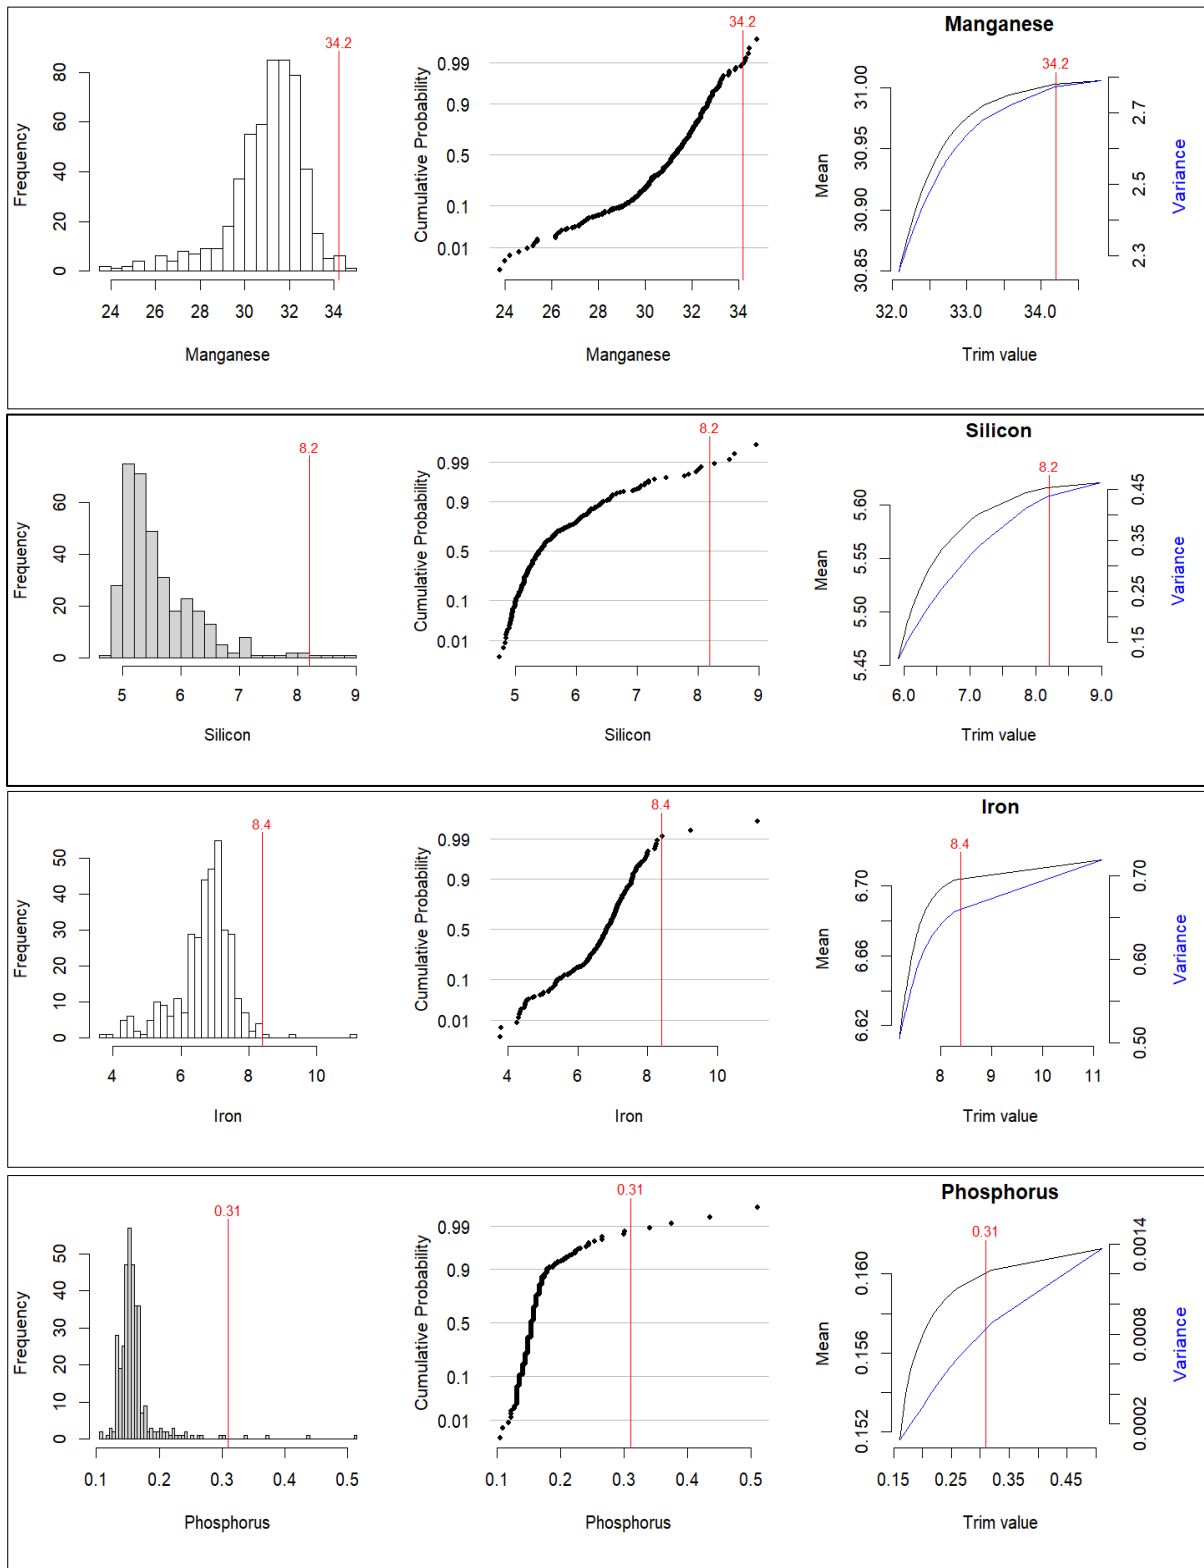 Manganese
34.2
34.2
34.2
Frequency
0 20 40 60 80
24 26 28 30 32 34
Manganese
Cumulative Probability
0.01 0.1 0.5 0.9 0.99
24 26 28 30 32 34
Manganese
Mean
30.85 30.90 30.95 31.00
32.0 33.0 34.0
Trim value
2.3 2.5 2.7
Variance
Silicon
8.2
8.2
8.2
Frequency
0 20 40 60
5 6 7 8 9
Silicon
Cumulative Probability
0.01 0.1 0.5 0.9 0.99
5 6 7 8 9
Silicon
Mean
5.45 5.50 5.55 5.60
6.0 7.0 8.0 9.0
Trim value
0.15 0.25 0.35 0.45
Variance
Iron
8.4
8.4
8.4
Frequency
0 10 20 30 40 50
4 6 8 10
Iron
Cumulative Probability
0.01 0.1 0.5 0.9 0.99
4 6 8 10
Iron
Mean
6.62 6.66 6.70
8 9 10 11
Trim value
0.50 0.60 0.70
Variance
Phosphorus
0.31
0.31
0.31
Frequency
0 10 20 30 40 50
0.1 0.2 0.3 0.4 0.5
Phosphorus
Cumulative Probability
0.01 0.1 0.5 0.9 0.99
0.1 0.2 0.3 0.4 0.5
Phosphorus
Mean
0.152 0.156 0.160
0.15 0.25 0.35 0.45
Trim value
0.0002 0.0008 0.0014
Variance